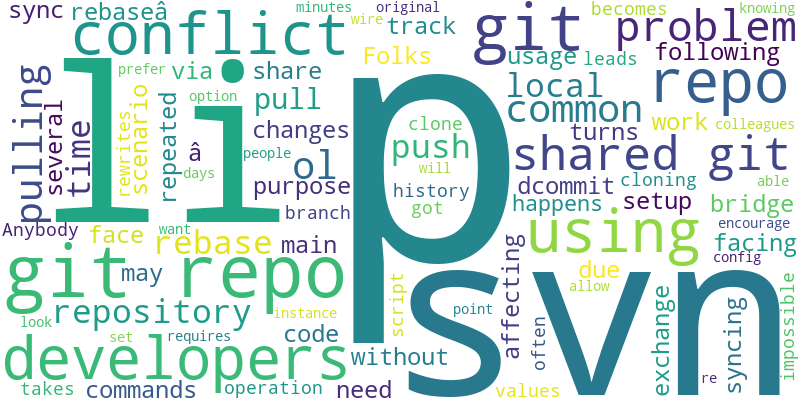 sync
rebaseâ
conflict
minutes
wire
original
track
git
becomes
knowing
problem
pulling
several
time
li
prefer
rewrites
scenario
via
option
repeated
share
pull
Folks
usage
leads
following
local
repo
common
â
days
changes
people
ol
purpose
branch
p
clone
push
will
history
got
turns
work
colleagues
shared git
dcommit
cloning
able
happens
setup
bridge
encourage
Anybody
face
want
rebase
main
using
facing
config
git repo
may
repository
look
set
requires
instance
code
developers
takes
commands
operation
need
script
without
svn
point
affecting
often
due
allow
values
exchange
re
syncing
impossible